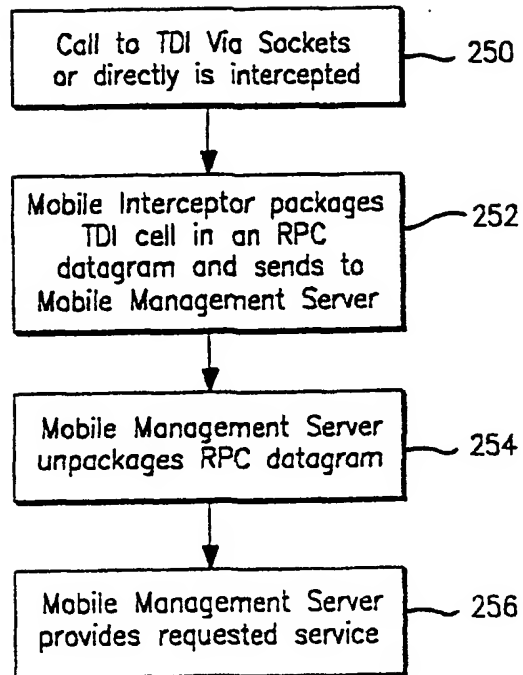 Call to TDI Via Sockets
or directly is intercepted
250
Mobile Interceptor packages
TDI cell in an RPC
datagram and sends to
Mobile Management Server
252
Mobile Management Server
unpackages RPC datagram
254
Mobile Management Server
provides requested service
256